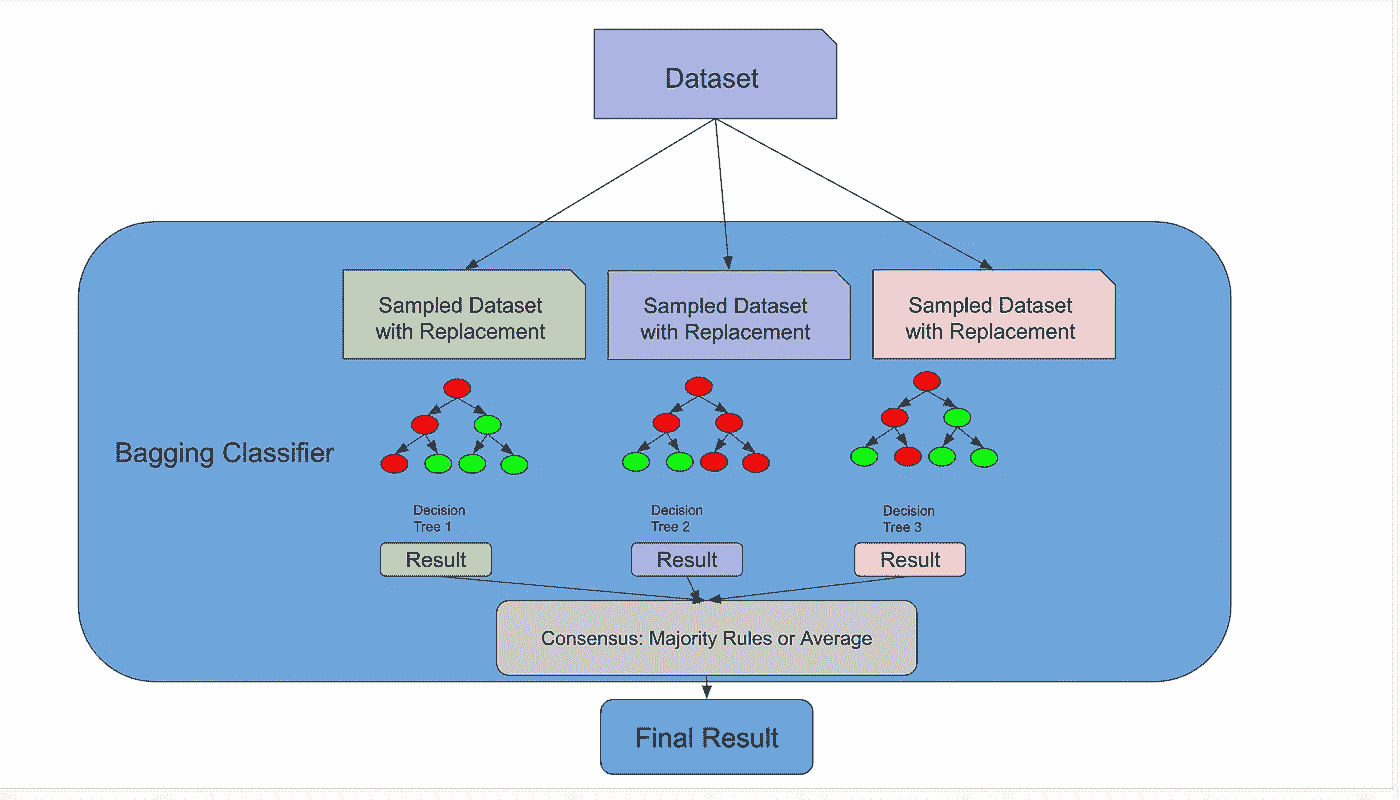 Dataset
Sampled Dataset
with Replacement
Sampled Dataset
with Replacement
Sampled Dataset
with Replacement
Bagging Classifier
Decision
Tree 1
Decision
Tree 2
Decision
Tree 3
Result
Result
Result
Consensus: Majority Rules or Average
Final Result